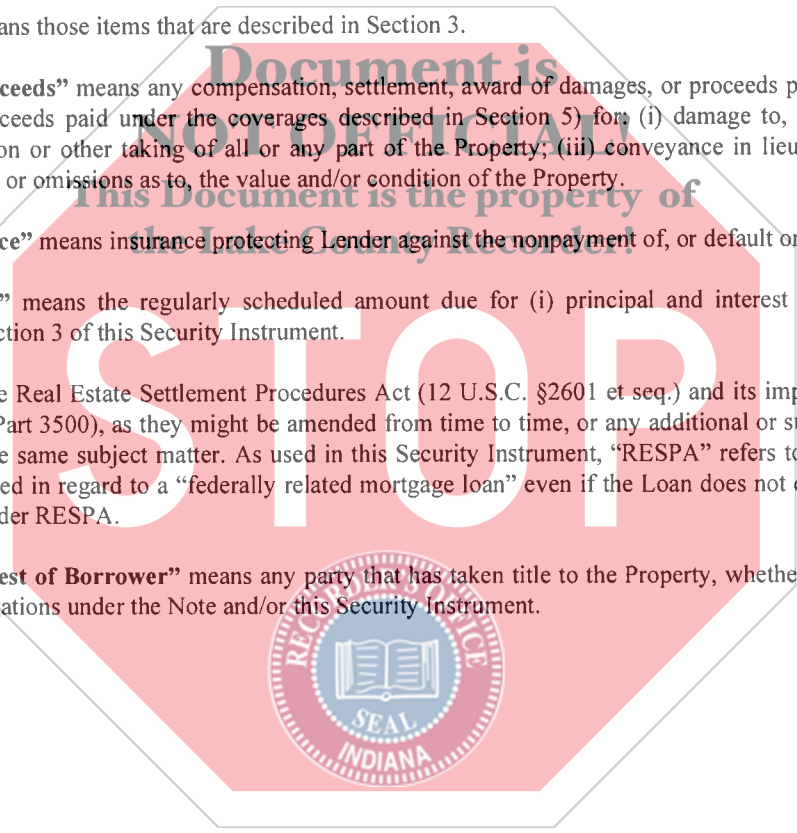 ans those items that are described in Section 3.
Document is
ceeds” means any compensation, settlement, award of damages, or proceeds p
ceeds paid under the coverages described in Section 5) for: (i) damage to,
NOT OFFICIAL!
on or other taking of all or any part of the Property; (iii) conveyance in lieu
or omissions as to, the value and/or condition of the Property.
This Document is the property of
the Lake County Recorder!
ce” means insurance protecting Lender against the nonpayment of, or default or
” means the regularly scheduled amount due for (i) principal and interest
ction 3 of this Security Instrument.
STOP
e Real Estate Settlement Procedures Act (12 U.S.C. §2601 et seq.) and its imp
Part 3500), as they might be amended from time to time, or any additional or su
e same subject matter. As used in this Security Instrument, “RESPA” refers to
ed in regard to a “federally related mortgage loan” even if the Loan does not
der RESPA.
est of Borrower” means any party that has taken title to the Property, whethe
ations under the Note and/or this Security Instrument.
RECORDER'S OFFICE
SEAL
INDIANA